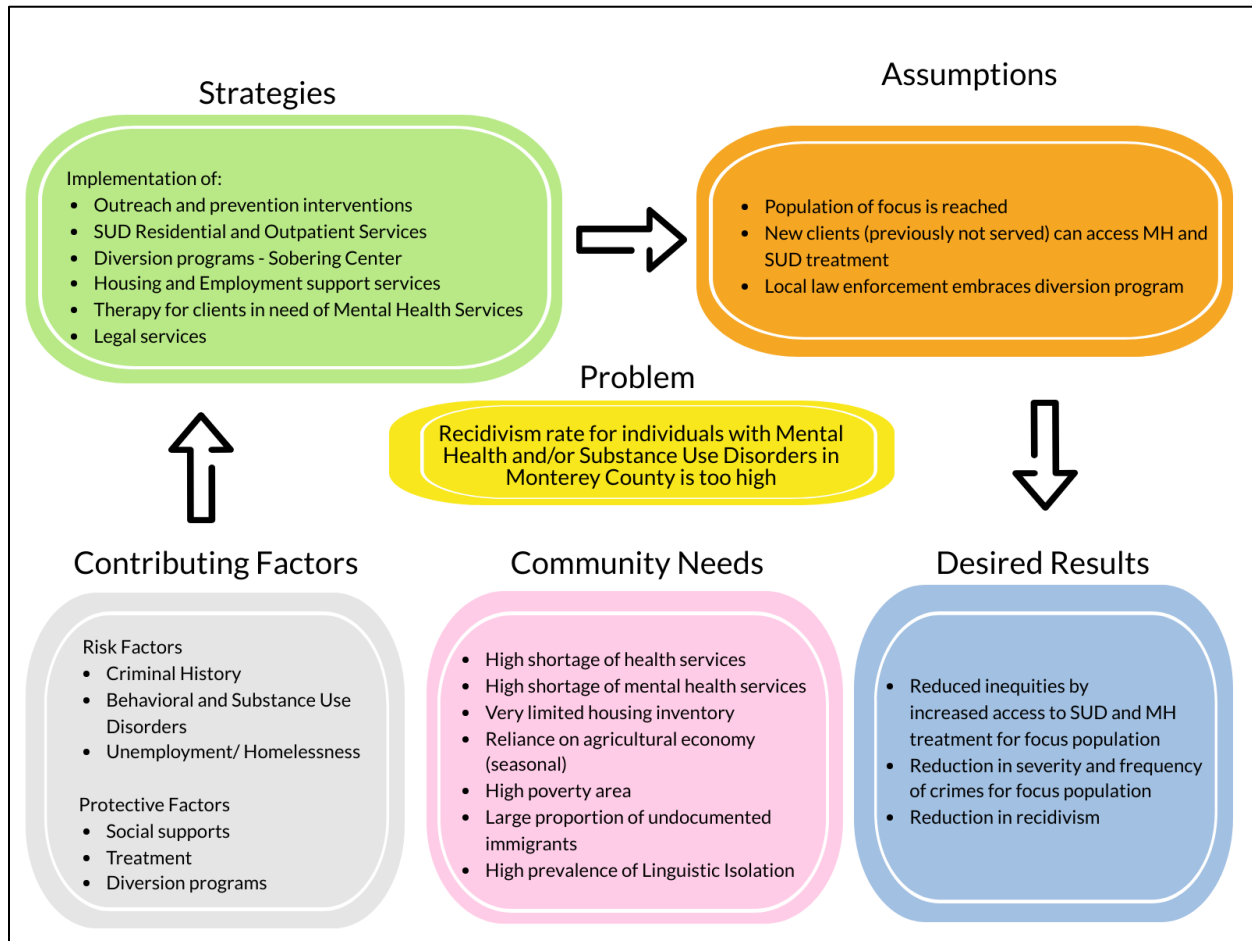 Strategies
Implementation of:
• Outreach and prevention interventions
• SUD Residential and Outpatient Services
• Diversion programs - Sobering Center
• Housing and Employment support services
• Therapy for clients in need of Mental Health Services
• Legal services
Assumptions
• Population of focus is reached
• New clients (previously not served) can access MH and
SUD treatment
• Local law enforcement embraces diversion program
Problem
Recidivism rate for individuals with Mental
Health and/or Substance Use Disorders in
Monterey County is too high
Contributing Factors
Risk Factors
• Criminal History
• Behavioral and Substance Use
Disorders
• Unemployment/ Homelessness
Protective Factors
• Social supports
• Treatment
• Diversion programs
Community Needs
• High shortage of health services
• High shortage of mental health services
• Very limited housing inventory
• Reliance on agricultural economy
(seasonal)
• High poverty area
• Large proportion of undocumented
immigrants
• High prevalence of Linguistic Isolation
Desired Results
• Reduced inequities by
increased access to SUD and MH
treatment for focus population
• Reduction in severity and frequency
of crimes for focus population
• Reduction in recidivism